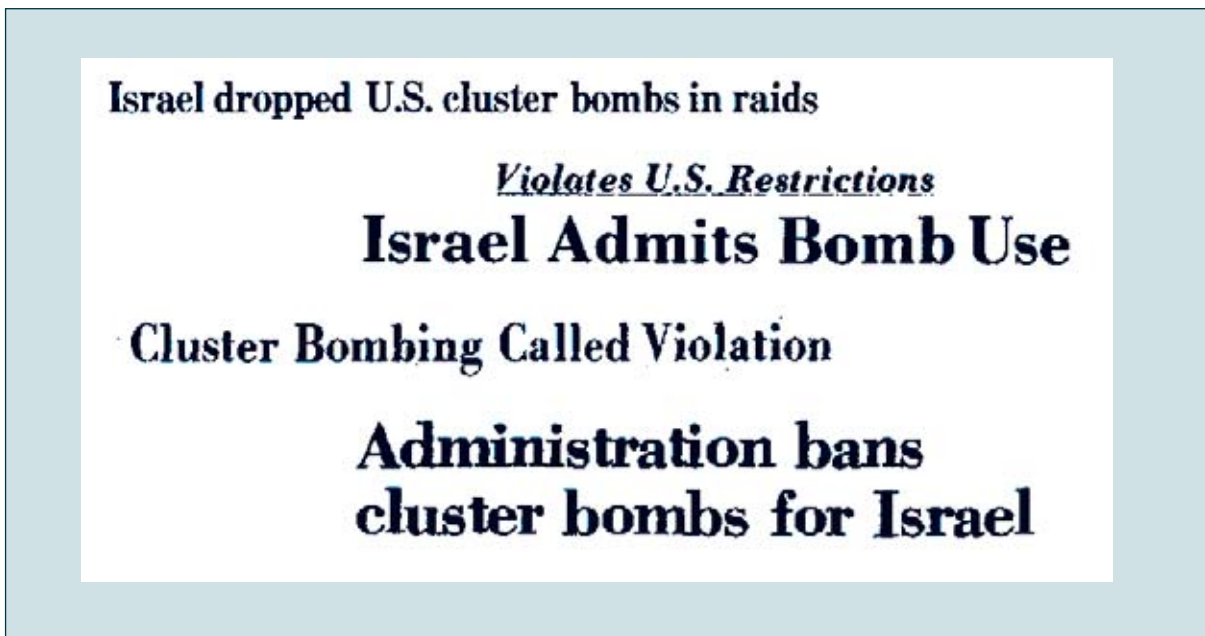 Israel dropped U.S. cluster bombs in raids
Violates U.S. Restrictions
Israel Admits Bomb Use
Cluster Bombing Called Violation
Administration bans
cluster bombs for Israel